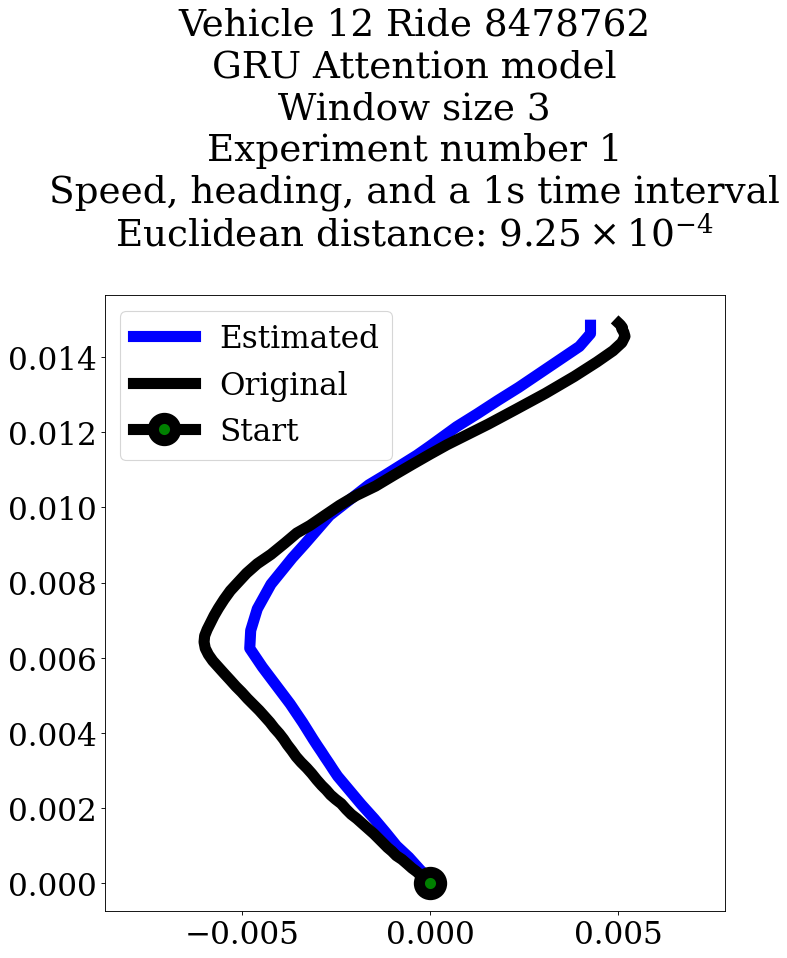 Vehicle 12 Ride 8478762
GRU Attention model
Window size 3
Experiment number 1
Speed, heading, and a 1s time interval
Euclidean distance: 9.25 × 10⁻⁴
Estimated
Original
Start
0.014
0.012
0.010
0.008
0.006
0.004
0.002
0.000
−0.005 0.000 0.005